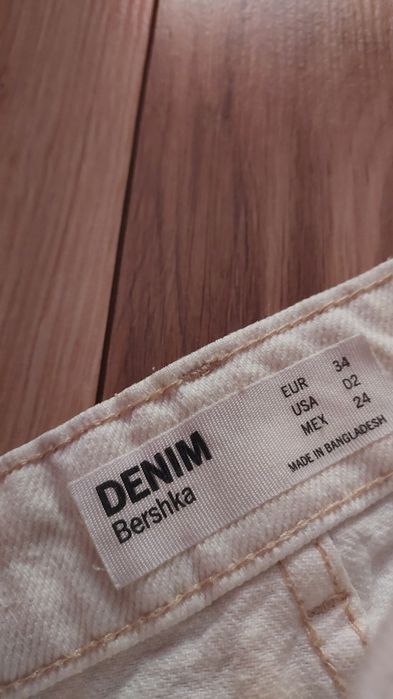 DENIM
Bershka
EUR 34
USA 02
MEX 24
MADE IN BANGLADESH